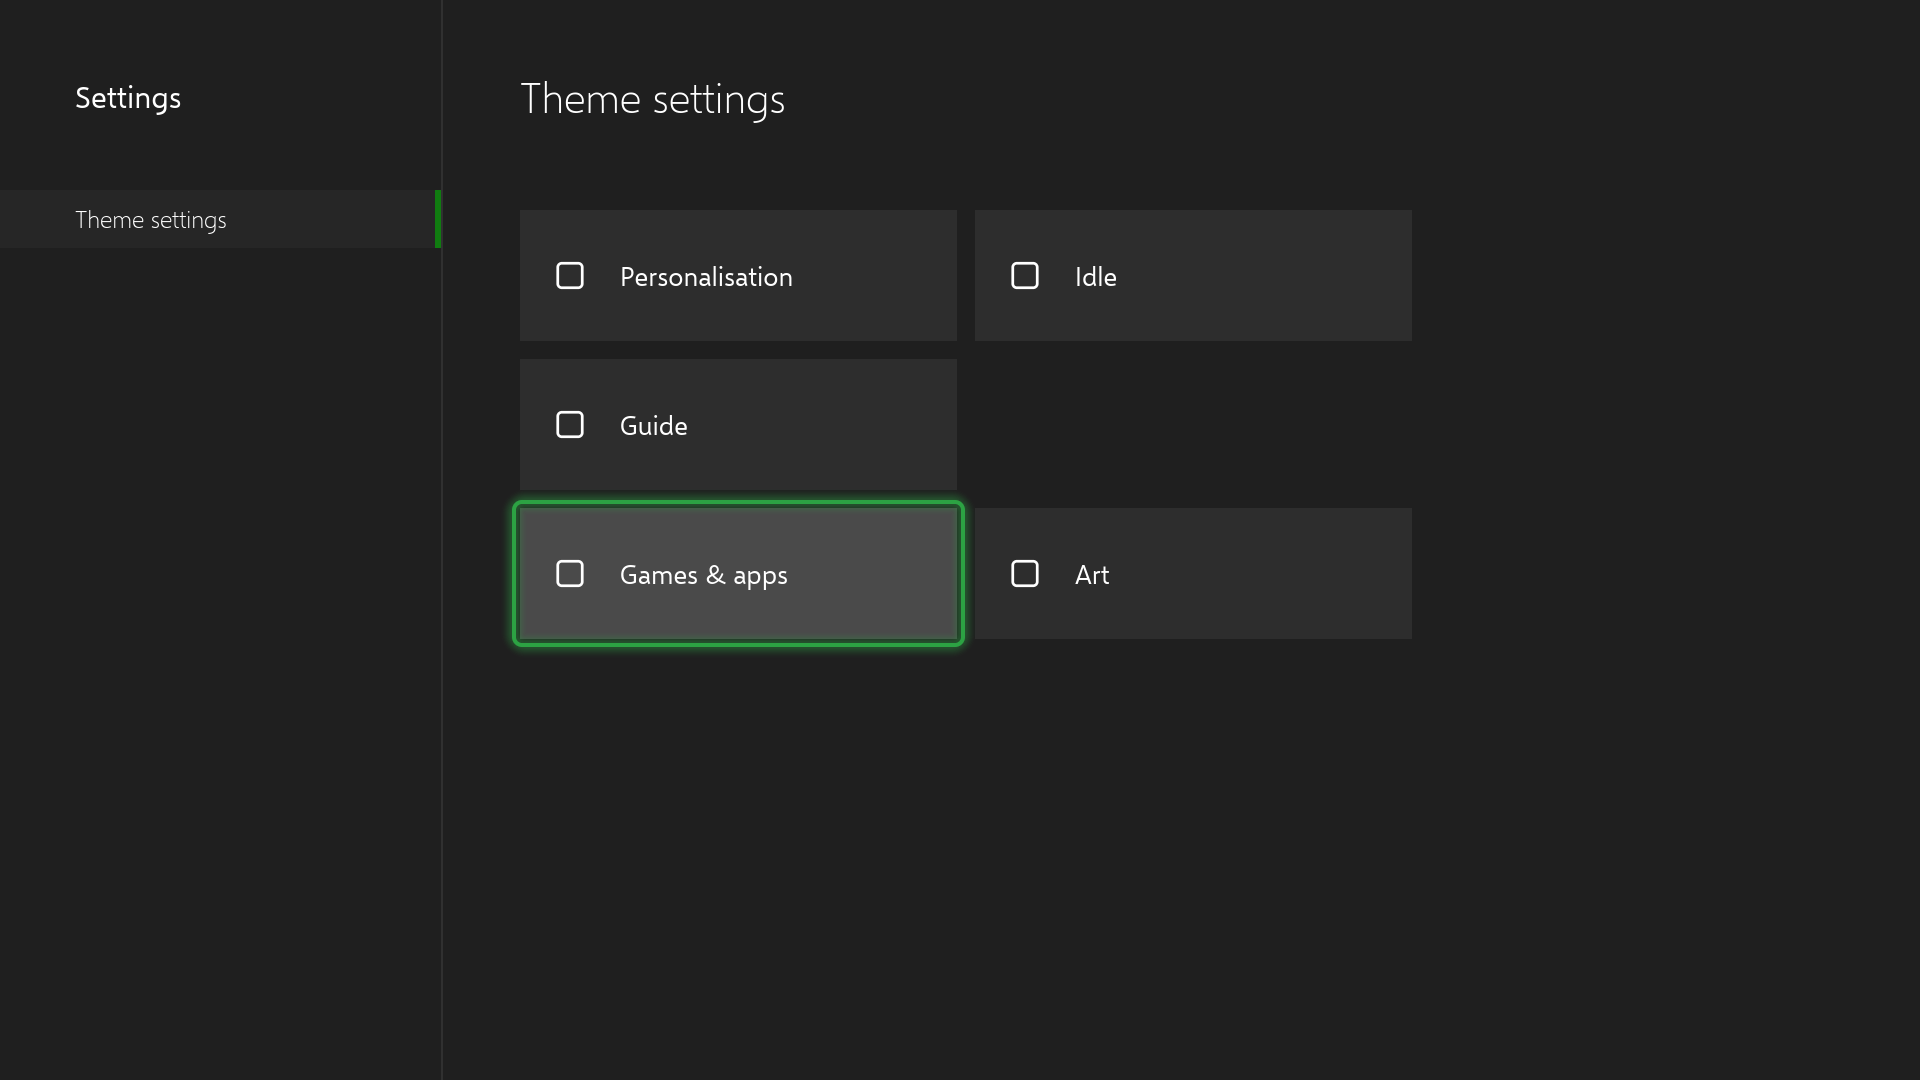 Settings
Theme settings
Theme settings
Personalisation
Idle
Guide
Games & apps
Art